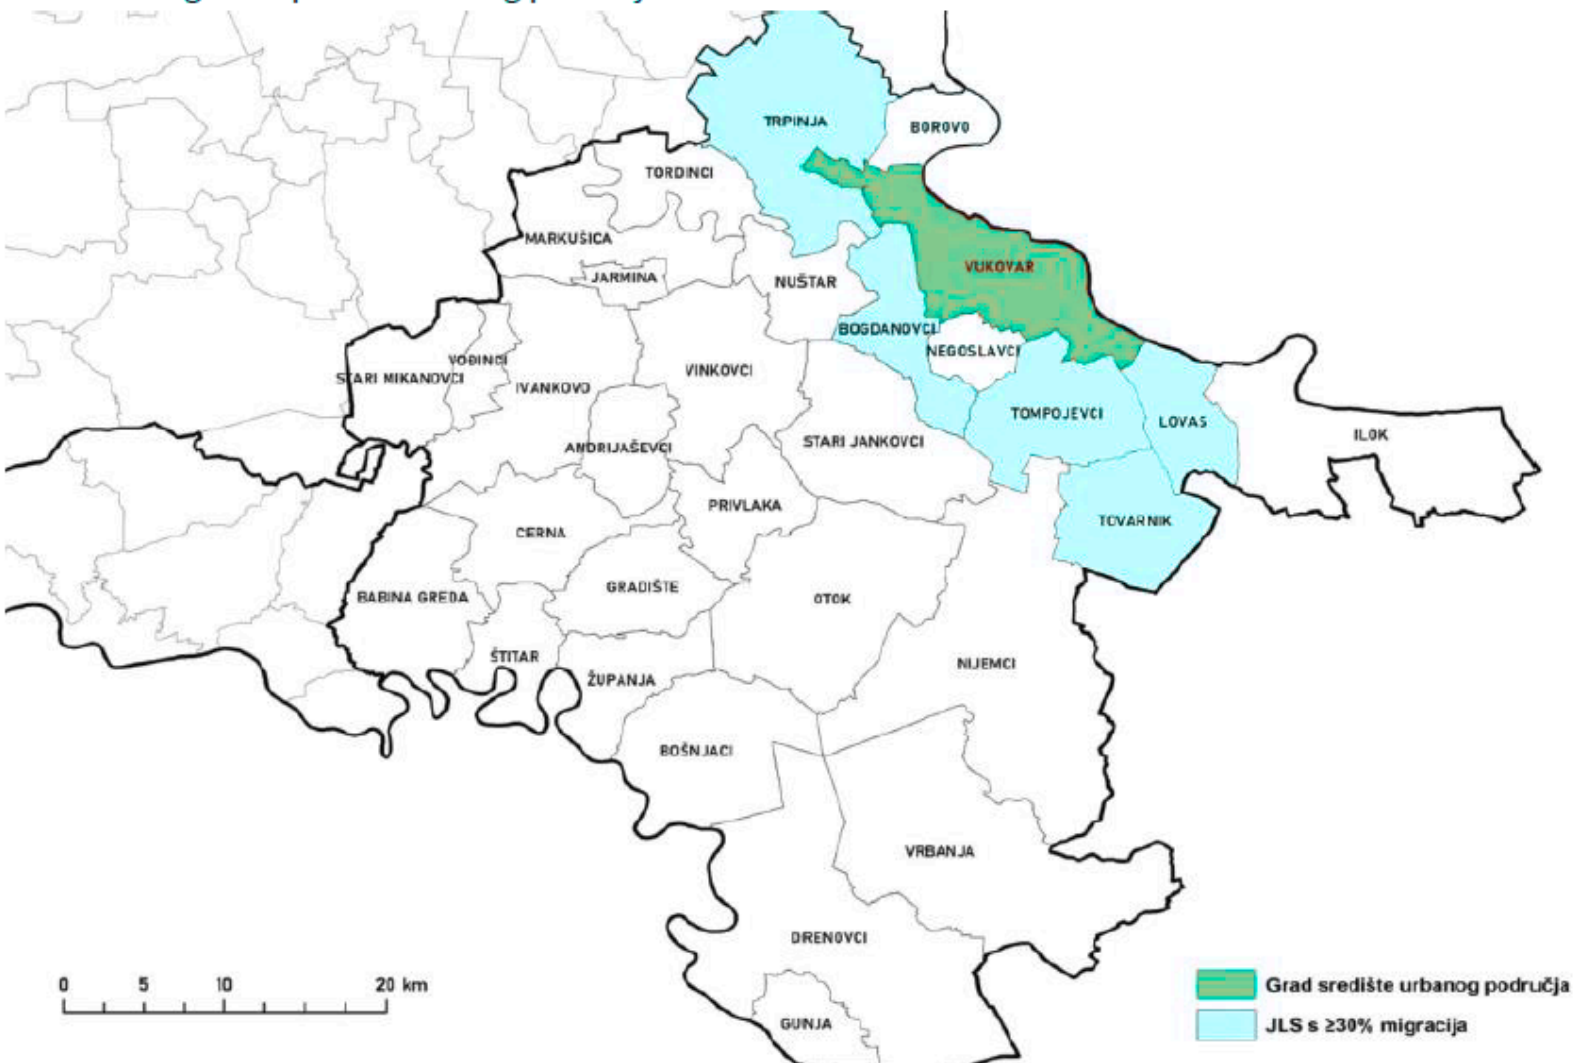 TRPINJA
BOROVO
TORDINCI
MARKUŠICA
JARMINA
NUŠTAR
VUKOVAR
BOGDANOVCI
NEGOSLAVCI
VOĐINCI
STARI MIKANOVCI
IVANKOVO
VINKOVCI
TOMPOJEVCI
LOVAS
ILOK
ANDRIJAŠEVCI
STARI JANKOVCI
PRIVLAKA
TOVARNIK
CERNA
GRADIŠTE
BABINA GREDA
OTOK
ŠTITAR
ŽUPANJA
NIJEMCI
BOŠNJACI
VRBANJA
DRENOVCI
GUNJA
0 5 10 20 km
Grad središte urbanog područja
JLS s ≥30% migracija